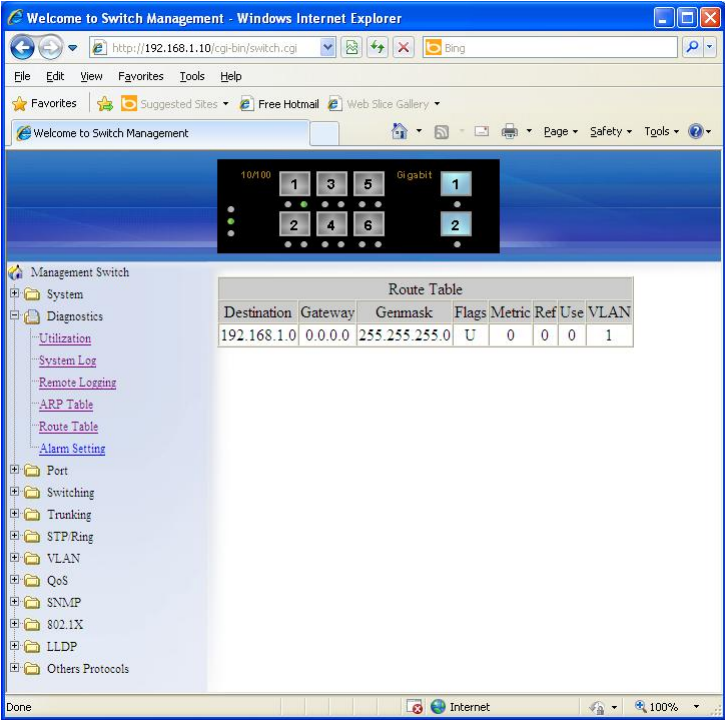 Welcome to Switch Management - Windows Internet Explorer
http://192.168.1.10/cgi-bin/switch.cgi
Bing
File Edit View Favorites Tools Help
Favorites Suggested Sites Free Hotmail Web Slice Gallery
Welcome to Switch Management Page Safety Tools
10/100 1 3 5 Gigabit 1
2 4 6 2
Management Switch
System
Diagnostics
Utilization
System Log
Remote Logging
ARP Table
Route Table
Alarm Setting
Port
Switching
Trunking
STP/Ring
VLAN
QoS
SNMP
802.1X
LLDP
Others Protocols
Route Table
Destination Gateway Genmask Flags Metric Ref Use VLAN
192.168.1.0 0.0.0.0 255.255.255.0 U 0 0 0 1
Done Internet 100%